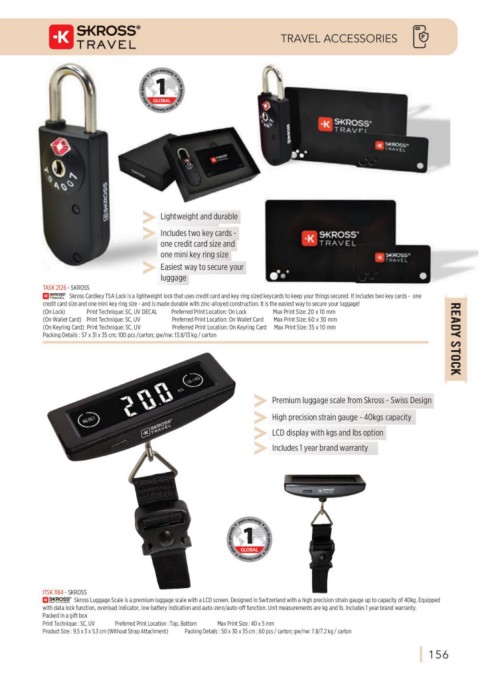 SKROSS®
TRAVEL
TRAVEL ACCESSORIES
1
GLOBAL
SKROSS®
TRAVEL
SKROSS®
TRAVEL
TSA007
SKROSS
Lightweight and durable
Includes two key cards -
one credit card size and
one mini key ring size
Easiest way to secure your
luggage
SKROSS®
TRAVEL
SKROSS®
TRAVEL
TASK 2126 - SKROSS
SKROSS® TRAVEL Skross Cardkey TSA Lock is a lightweight lock that uses credit card and key ring sized keycards to keep your things secured. It includes two key cards - one
credit card size and one mini key ring size - and is made durable with zinc-alloyed construction. It is the easiest way to secure your luggage!
(On Lock) Print Technique: SC, UV DECAL Preferred Print Location: On Lock Max Print Size: 20 x 10 mm
(On Wallet Card) Print Technique: SC, UV Preferred Print Location: On Wallet Card Max Print Size: 60 x 30 mm
(On Keyring Card) Print Technique: SC, UV Preferred Print Location: On Keyring Card Max Print Size: 35 x 10 mm
Packing Details : 57 x 31 x 35 cm; 100 pcs /carton; gw/nw: 13.8/13 kg / carton
READY STOCK
200
KG
SKROSS®
TRAVEL
Premium luggage scale from Skross - Swiss Design
High precision strain gauge - 40kgs capacity
LCD display with kgs and lbs option
Includes 1 year brand warranty
1
GLOBAL
ITSK 1184 - SKROSS
SKROSS® Skross Luggage Scale is a premium luggage scale with a LCD screen. Designed in Switzerland with a high precision strain gauge up to capacity of 40kg. Equipped
with data lock function, overload indicator, low battery indication and auto-zero/auto-off function. Unit measurements are kg and lb. Includes 1 year brand warranty.
Packed in a gift box
Print Technique : SC, UV Preferred Print Location : Top, Bottom Max Print Size : 40 x 5 mm
Product Size : 9.5 x 3 x 5.3 cm (Without Strap Attachment) Packing Details : 50 x 30 x 35 cm ; 60 pcs / carton; gw/nw: 7.8/7.2 kg / carton
156